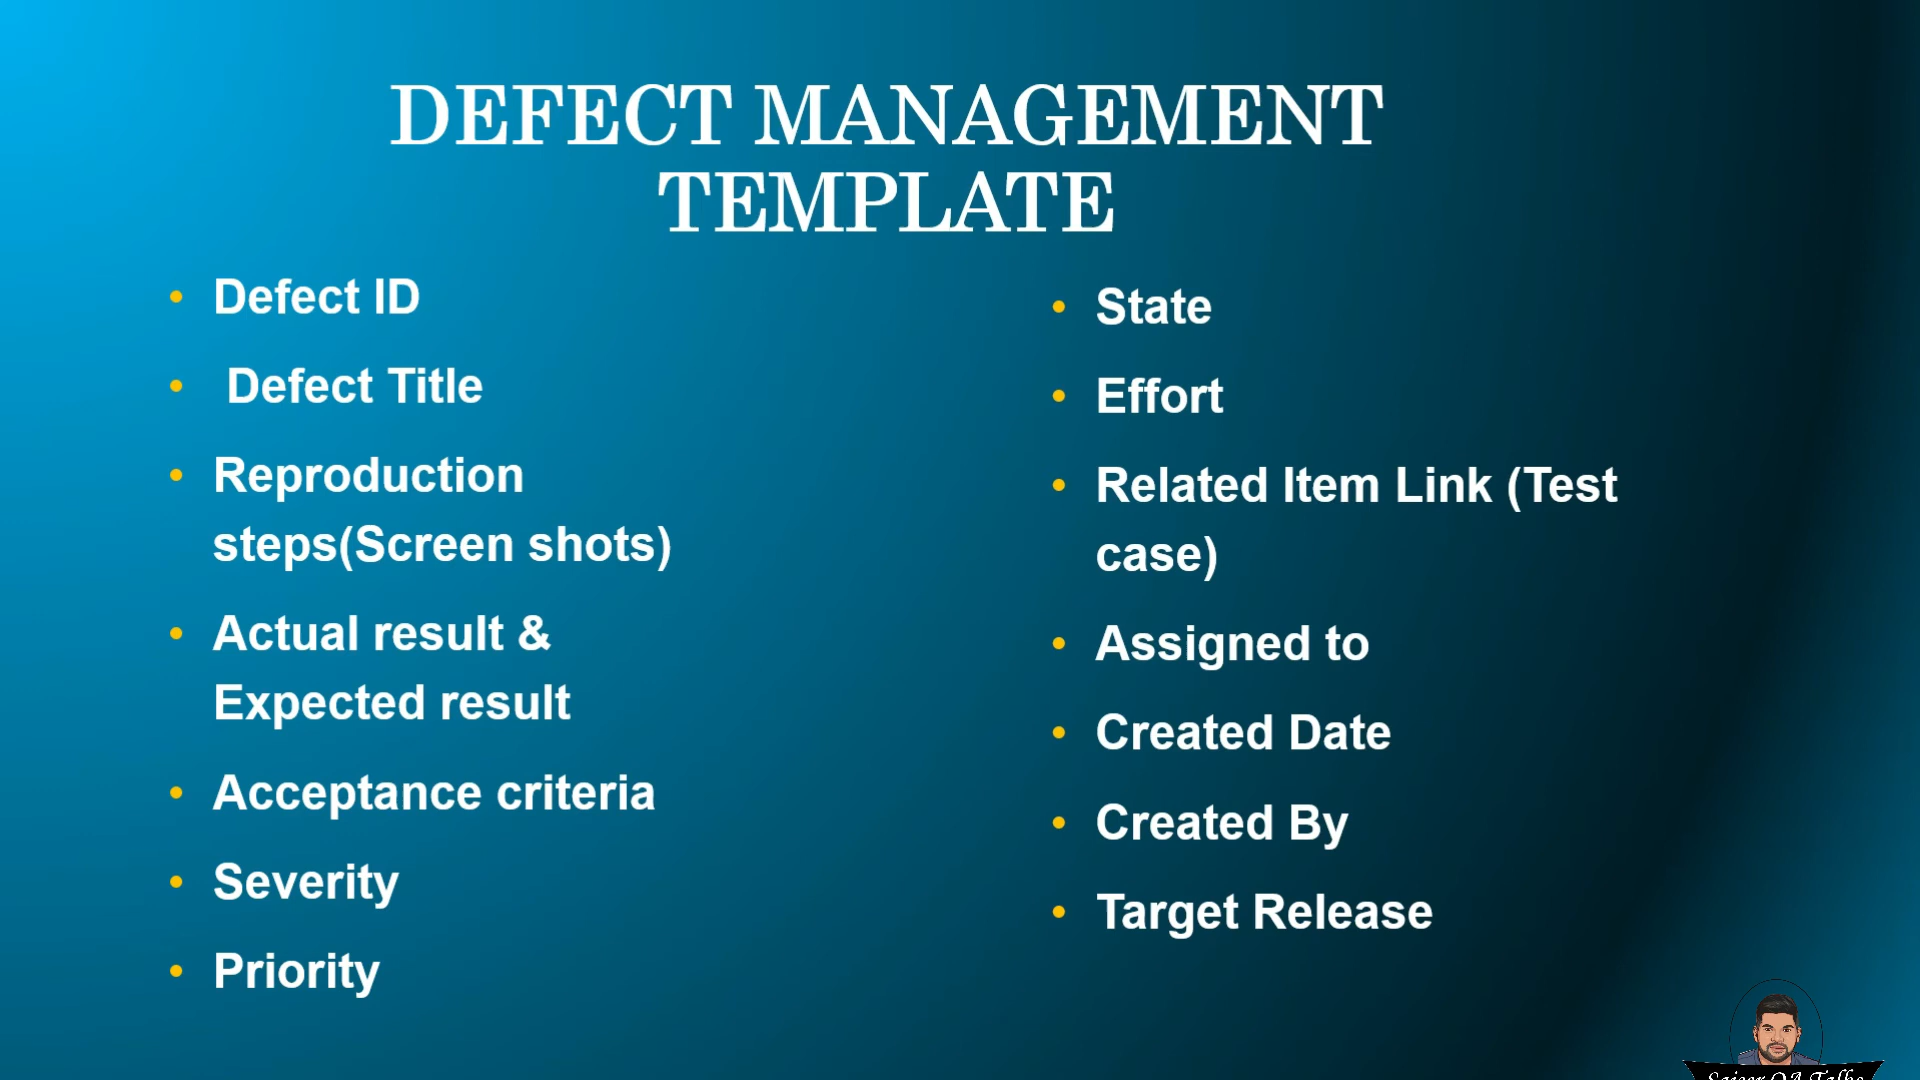 DEFECT MANAGEMENT
TEMPLATE
• Defect ID
• Defect Title
• Reproduction
steps(Screen shots)
• Actual result &
Expected result
• Acceptance criteria
• Severity
• Priority
• State
• Effort
• Related Item Link (Test
case)
• Assigned to
• Created Date
• Created By
• Target Release
QA